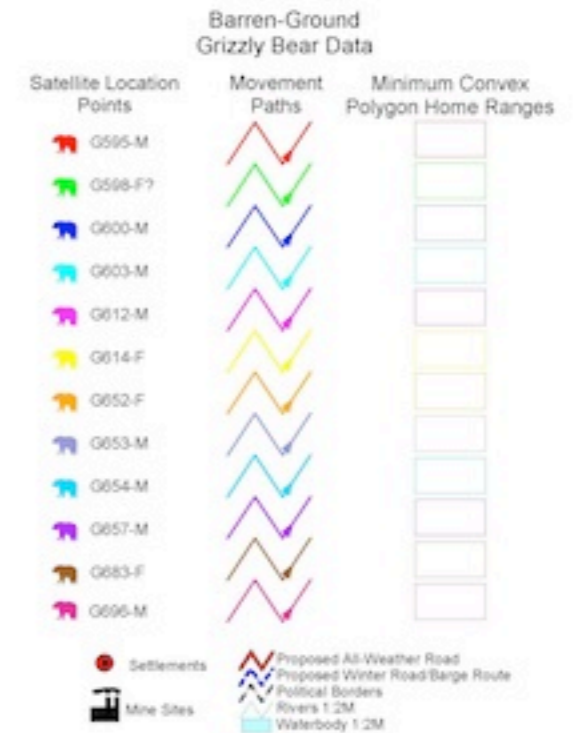 Barren-Ground
Grizzly Bear Data
Satellite Location Points
Movement Paths
Minimum Convex Polygon Home Ranges
G595-M
G598-F?
G600-M
G603-M
G612-M
G614-F
G652-F
G653-M
G654-M
G657-M
G683-F
G696-M
Settlements
Mine Sites
Proposed All-Weather Road
Proposed Winter Road/Barge Route
Political Borders
Rivers 1:2M
Waterbody 1:2M